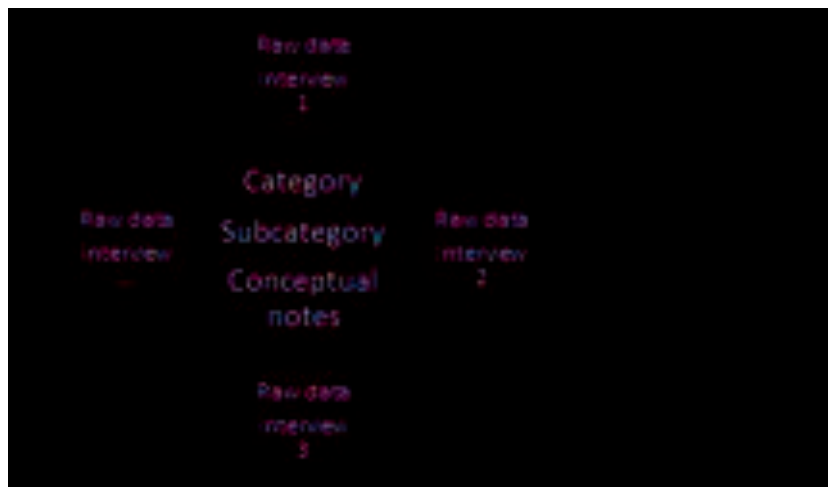 Raw data
Interview
1
Category
Subcategory
Conceptual
notes
Raw data
Interview
...
Raw data
Interview
2
Raw data
Interview
3